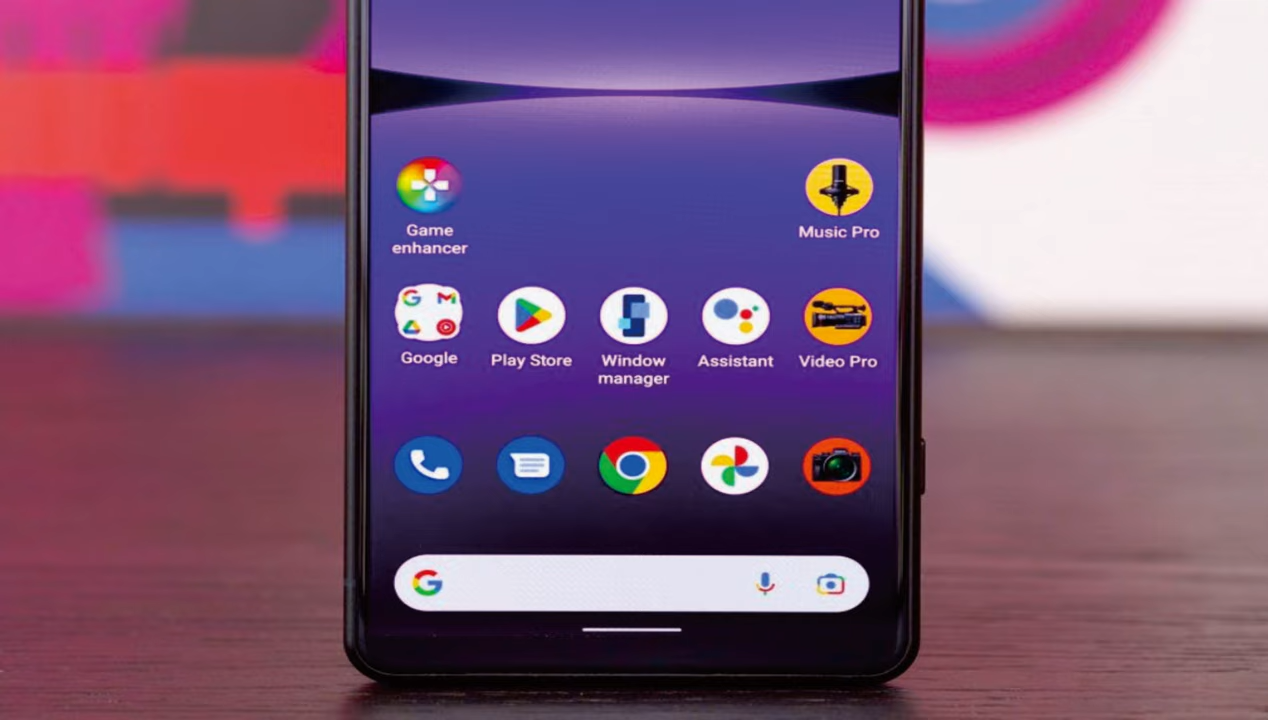 Game
enhancer
Music Pro
Google
Play Store
Window
manager
Assistant
Video Pro